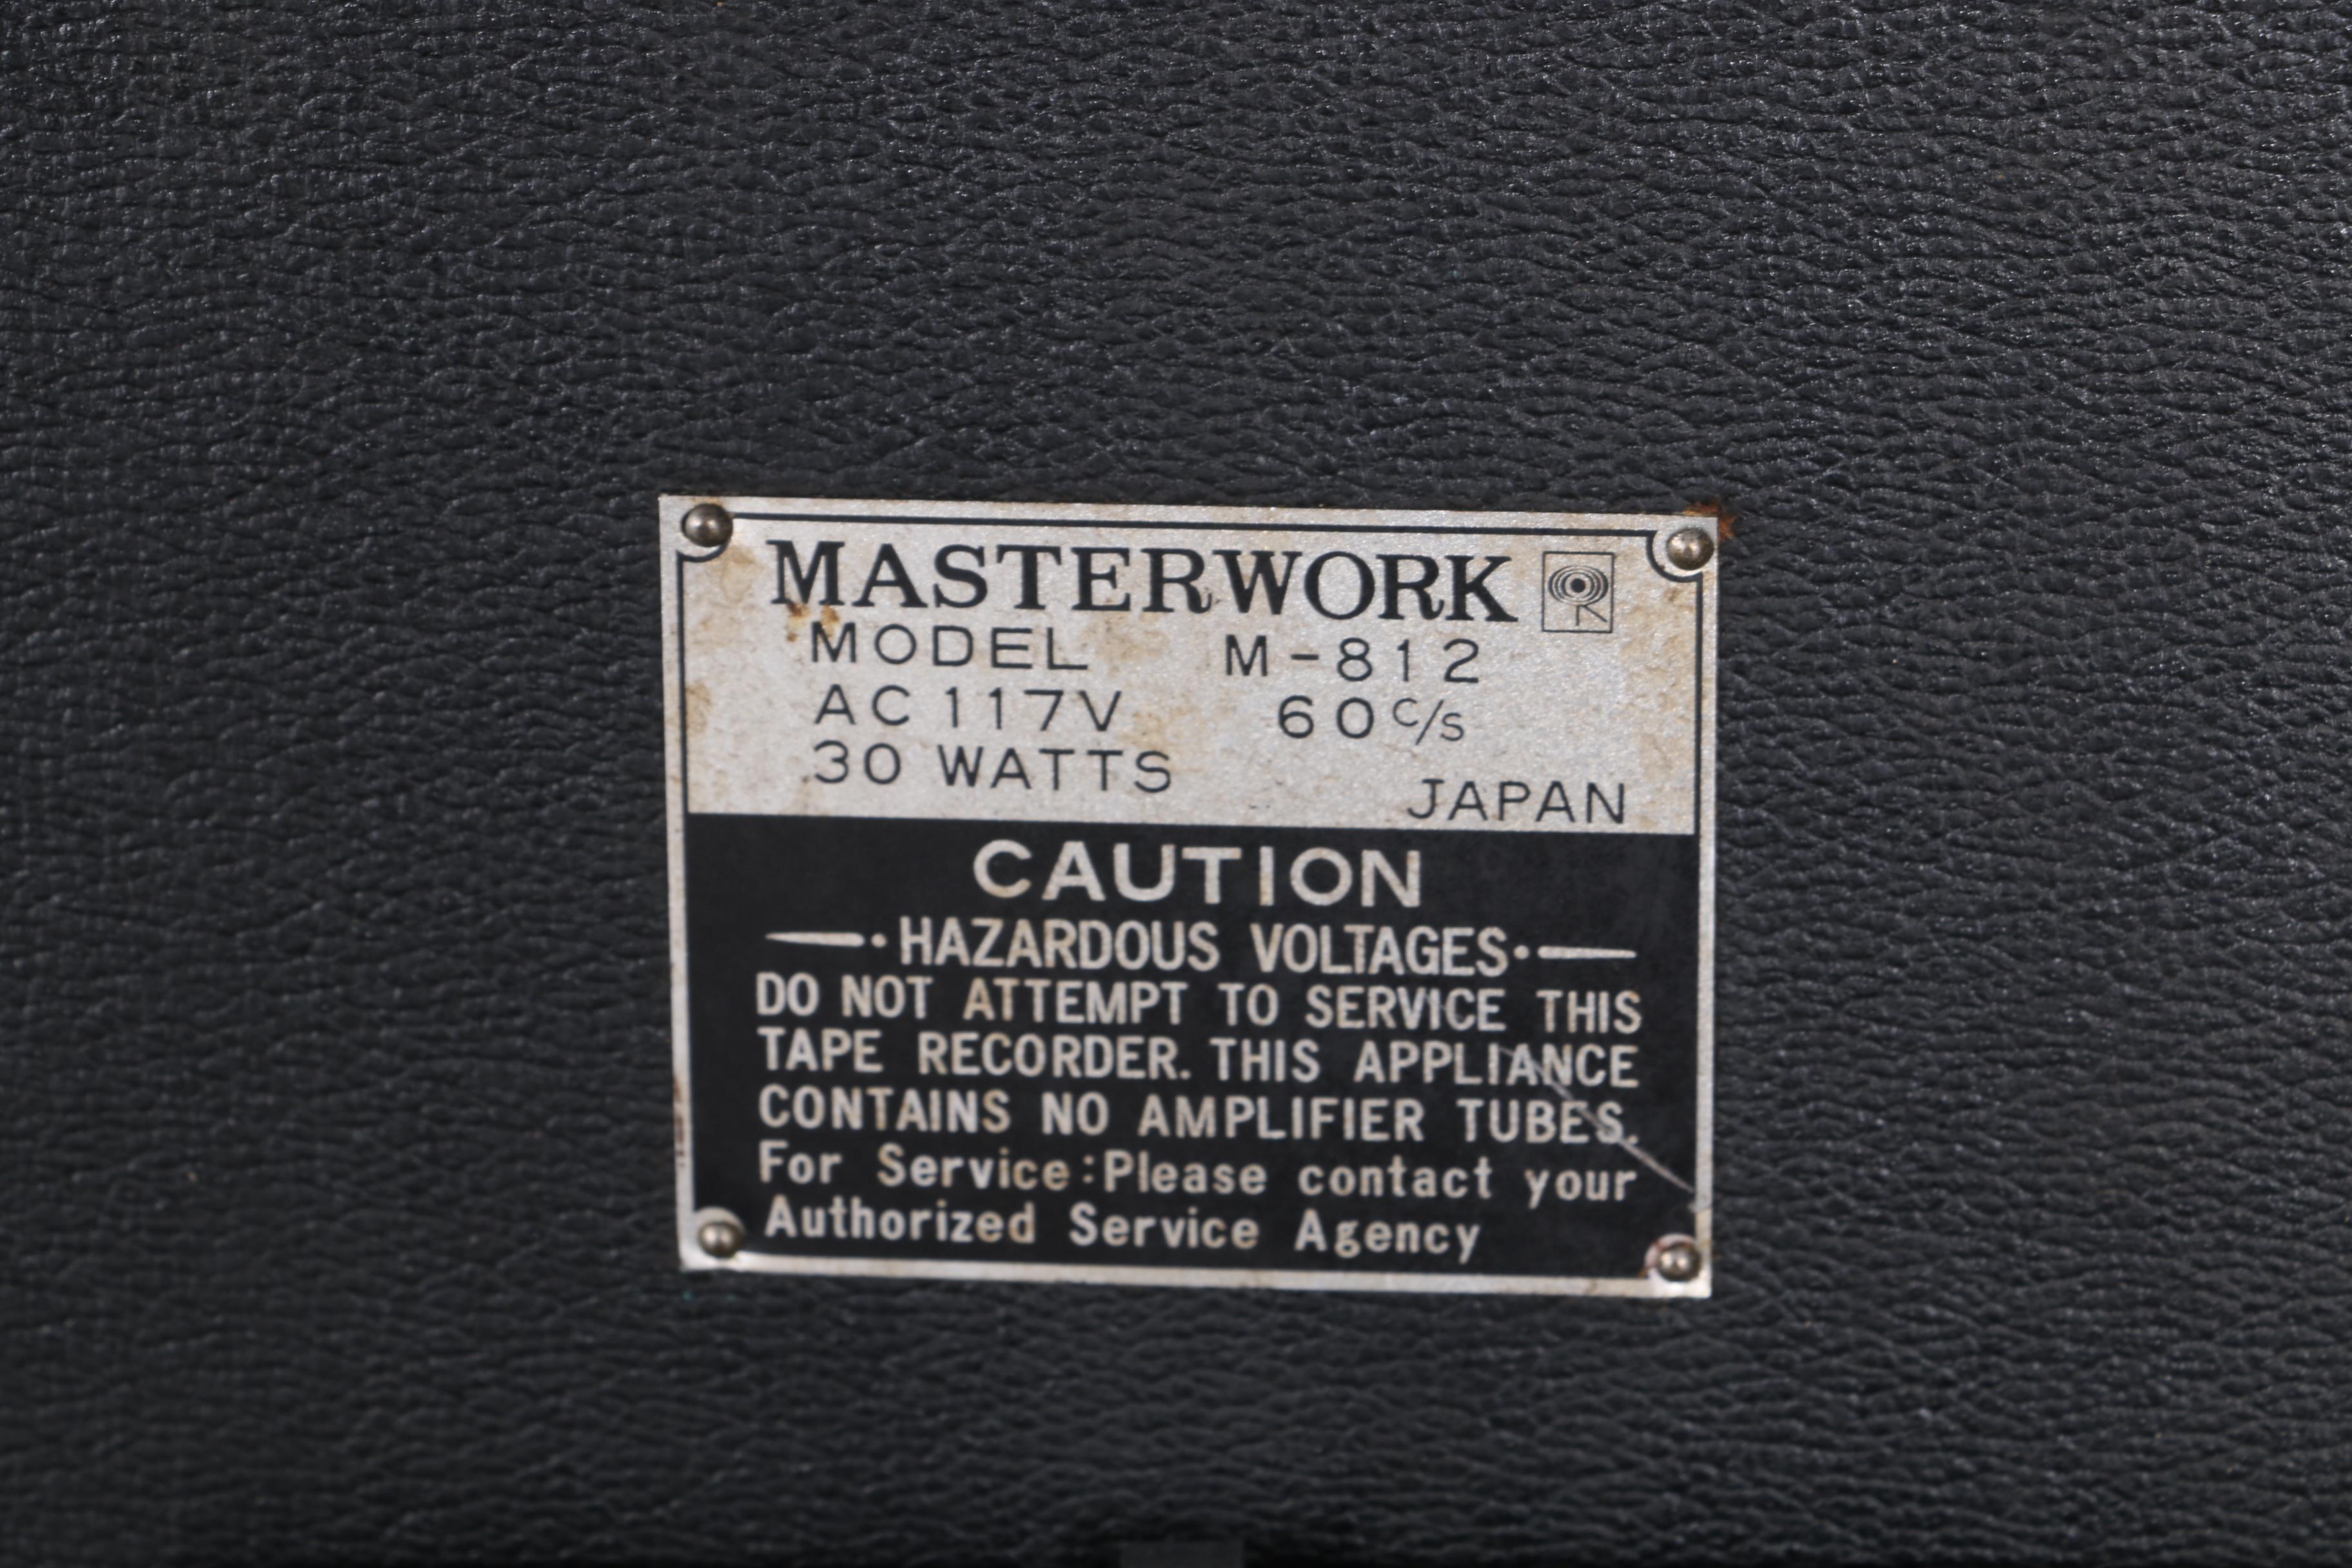 MASTERWORK
MODEL M-812
AC 117V 60 C/S
30 WATTS
JAPAN
CAUTION
HAZARDOUS VOLTAGES
DO NOT ATTEMPT TO SERVICE THIS
TAPE RECORDER. THIS APPLIANCE
CONTAINS NO AMPLIFIER TUBES.
For Service: Please contact your
Authorized Service Agency